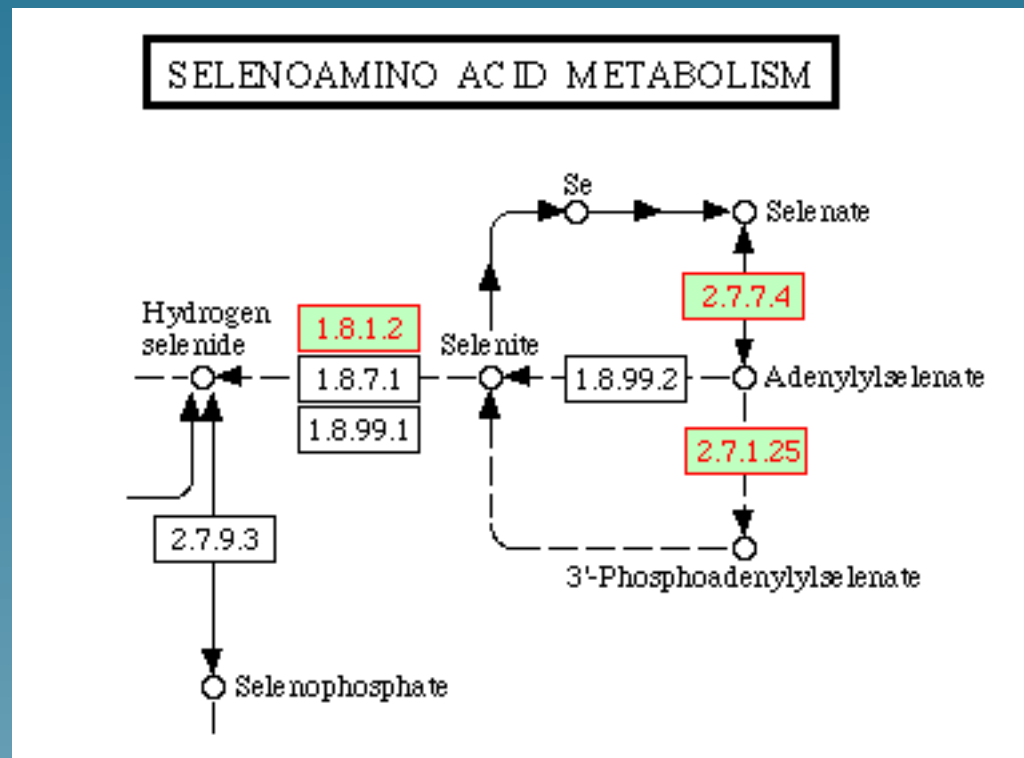 SELENOAMINO ACID METABOLISM
Se
Selenate
2.7.7.4
Hydrogen
selenide
1.8.1.2
Selenite
1.8.7.1
1.8.99.2
Adenylylselenate
1.8.99.1
2.7.1.25
2.7.9.3
3'-Phosphoadenylylselenate
Selenophosphate